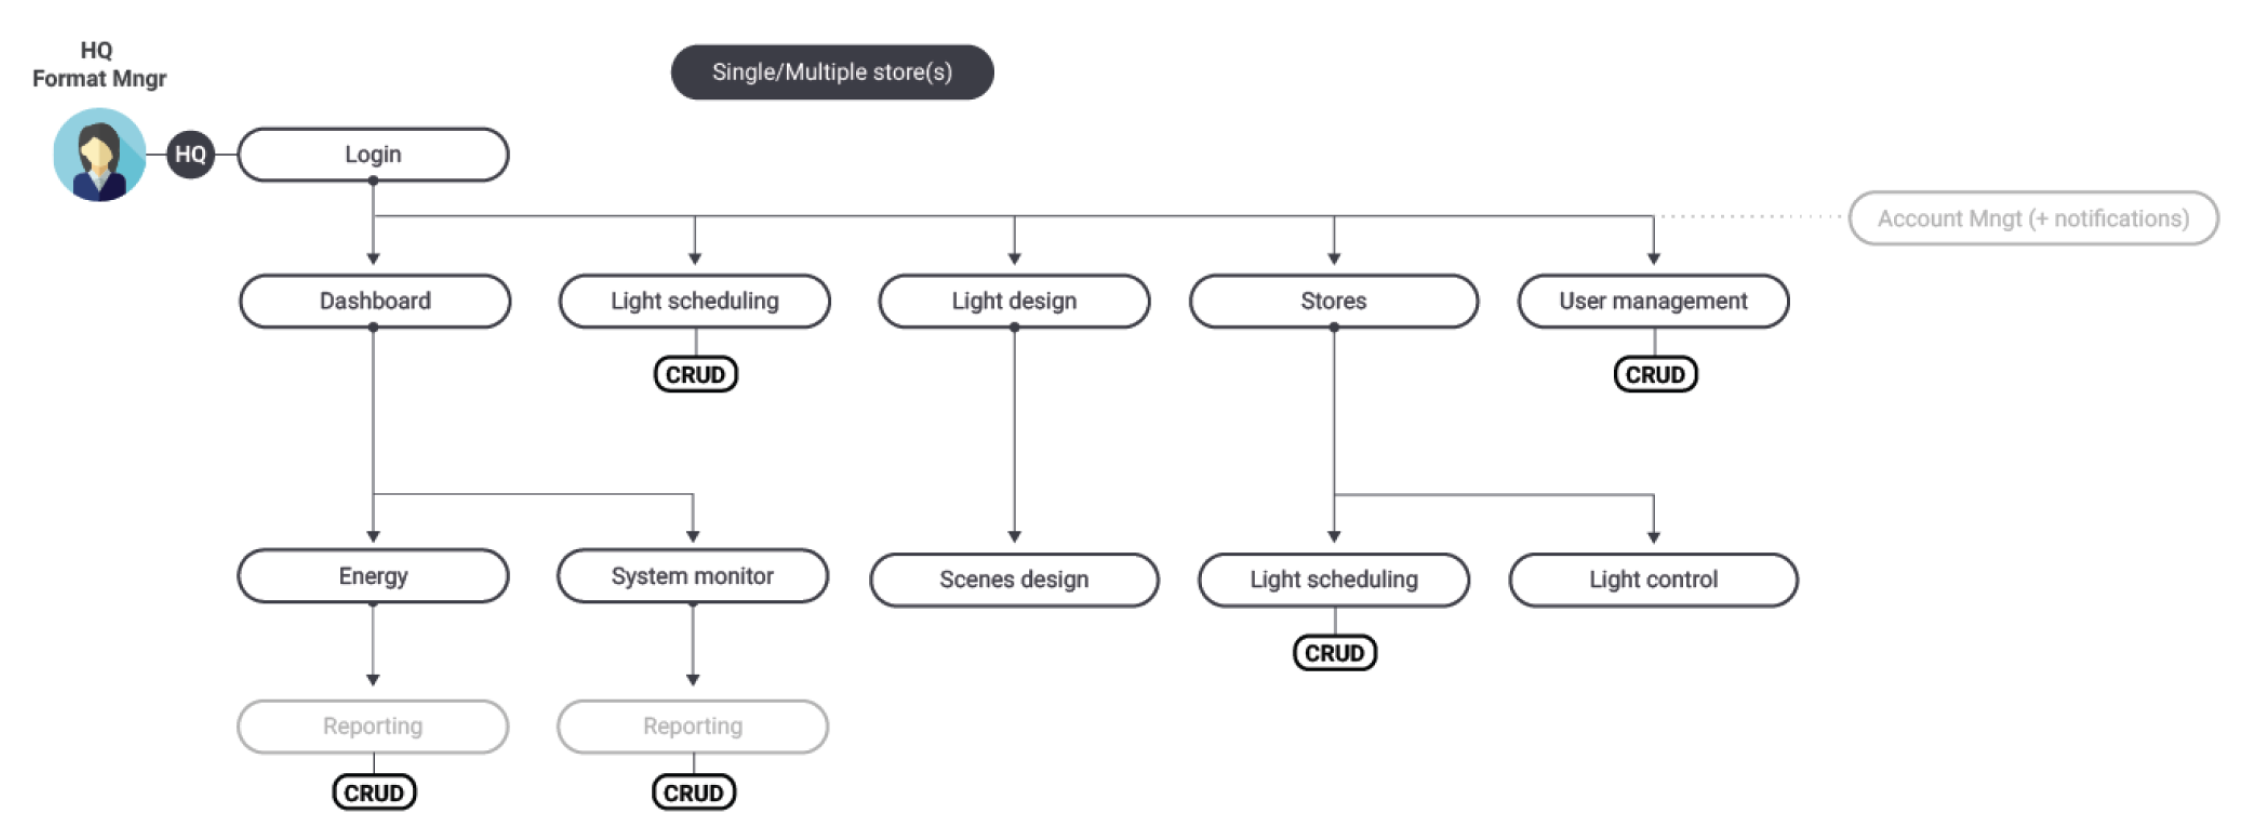 HQ
Format Mngr
Single/Multiple store(s)
HQ
Login
Account Mngt (+ notifications)
Dashboard
Light scheduling
Light design
Stores
User management
CRUD
CRUD
Energy
System monitor
Scenes design
Light scheduling
Light control
CRUD
Reporting
Reporting
CRUD
CRUD